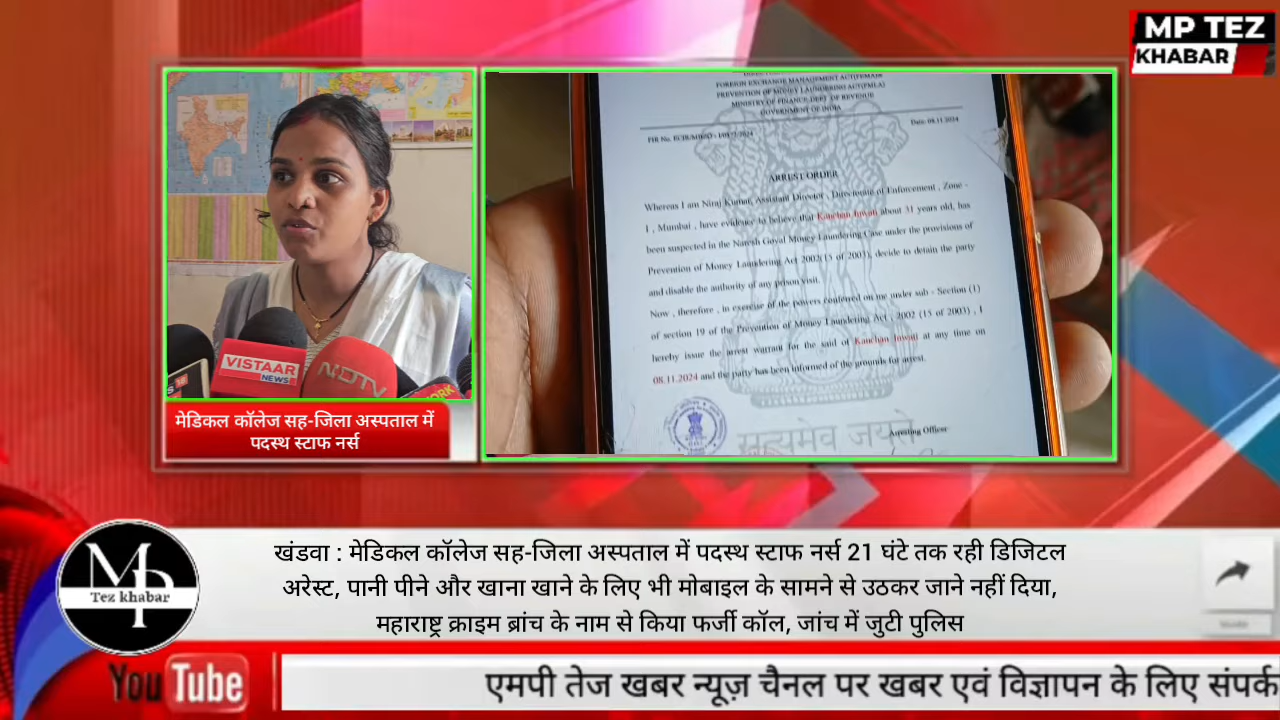 MP TEZ
KHABAR
FOREIGN EXCHANGE MANAGEMENT ACT(FEMA)&
PREVENTION OF MONEY LAUNDERING ACT(PMLA)
MINISTRY OF FINANCE,DEPT OF REVENUE
GOVERNMENT OF INDIA
Date: 08.11.2024
FIR No.
ARREST ORDER
Whereas I am Niraj Kumar, Assistant Director, Directorate of Enforcement, Zone -
I, Mumbai, have evidence to believe that Kanchan Inwati about 31 years old, has
been suspected in the Naresh Goyal Money Laundering Case under the provisions of
Prevention of Money Laundering Act 2002(15 of 2003), decide to detain the party
and disable the authority of any prison visit.
Now, therefore, in exercise of the powers conferred on me under sub - Section (1)
of section 19 of the Prevention of Money Laundering Act, 2002 (15 of 2003), I
hereby issue the arrest warrant for the said of Kanchan Inwati at any time on
08.11.2024 and the party has been informed of the grounds for arrest.
सत्यमेव जयते
Arresting Officer
VISTAAR
NEWS
NDTV
मेडिकल कॉलेज सह-जिला अस्पताल में
पदस्थ स्टाफ नर्स
MP
Tez khabar
खंडवा : मेडिकल कॉलेज सह-जिला अस्पताल में पदस्थ स्टाफ नर्स 21 घंटे तक रही डिजिटल
अरेस्ट, पानी पीने और खाना खाने के लिए भी मोबाइल के सामने से उठकर जाने नहीं दिया,
महाराष्ट्र क्राइम ब्रांच के नाम से किया फर्जी कॉल, जांच में जुटी पुलिस
YouTube
एमपी तेज खबर न्यूज़ चैनल पर खबर एवं विज्ञापन के लिए संपर्क